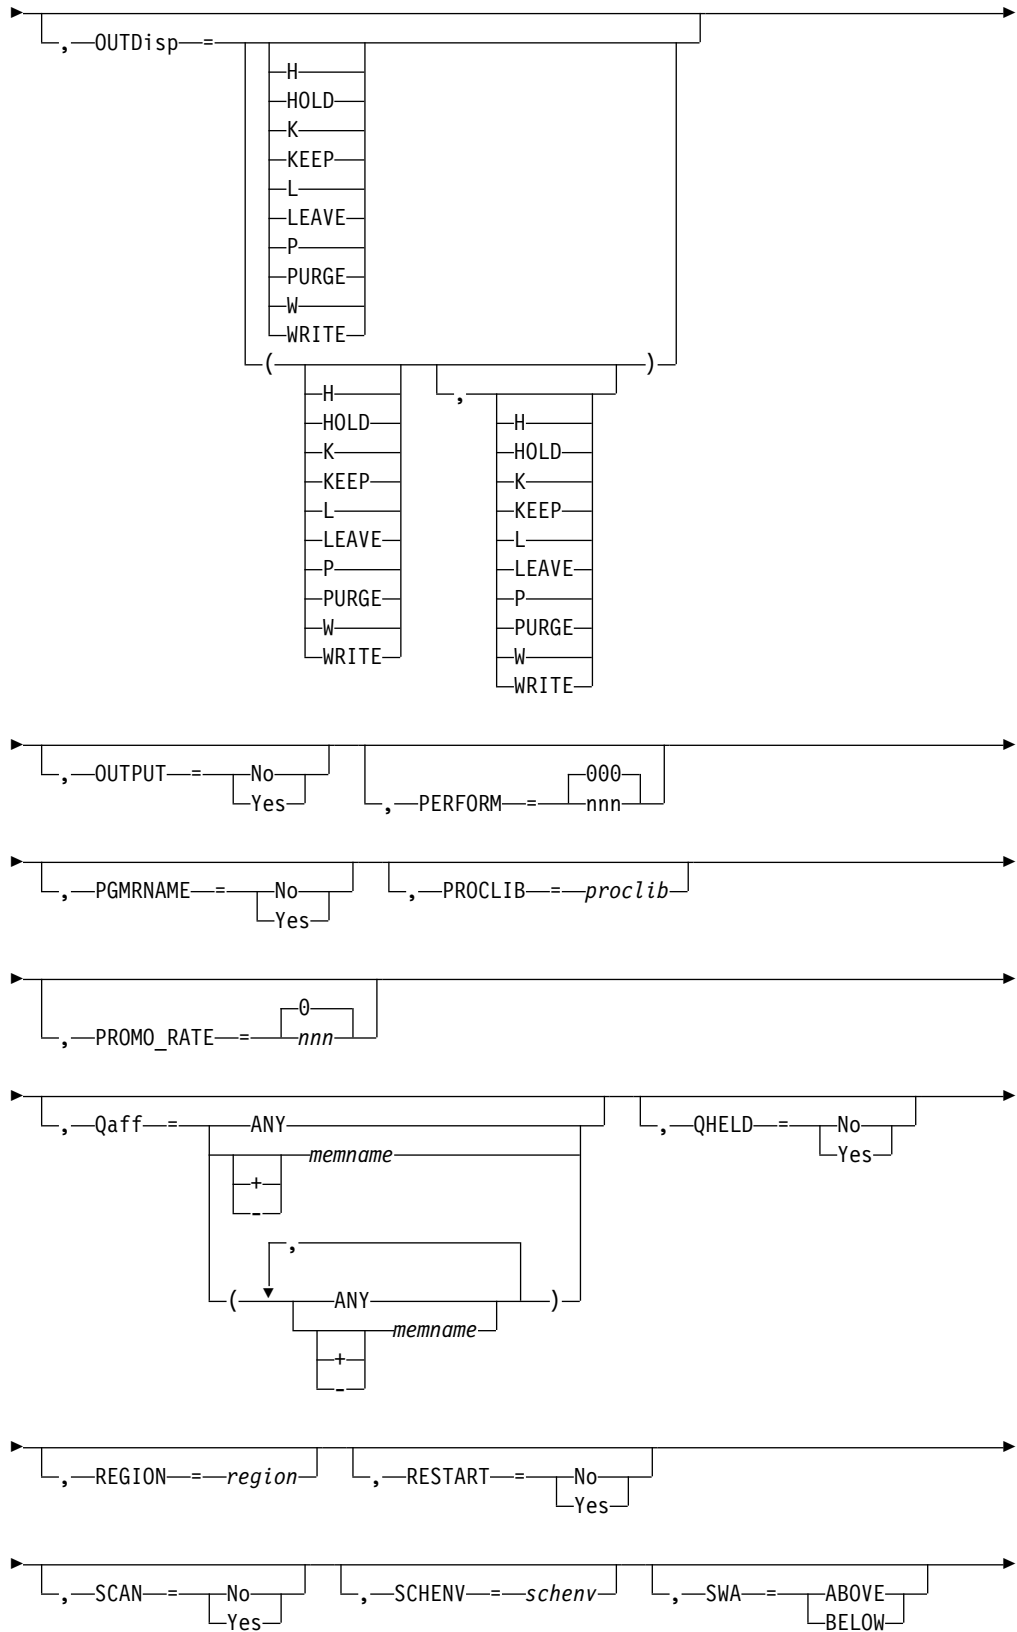 , OUTDisp =
H
HOLD
K
KEEP
L
LEAVE
P
PURGE
W
WRITE
( )
H ,
HOLD H
K HOLD
KEEP K
L KEEP
LEAVE L
P LEAVE
PURGE P
W PURGE
WRITE W
WRITE
, OUTPUT = No , PERFORM = 000
Yes nnn
, PGMRNAME = No , PROCLIB = proclib
Yes
0
, PROMO_RATE = nnn
, Qaff = ANY , QHELD = No
memname Yes
+
-
,
( ANY )
memname
+
-
, REGION = region , RESTART = No
Yes
, SCAN = No , SCHENV = schenv , SWA = ABOVE
Yes BELOW